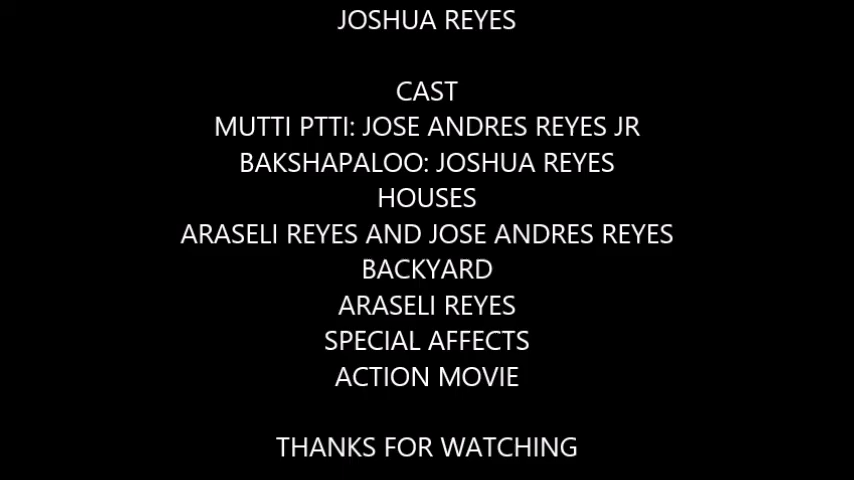 JOSHUA REYES
CAST
MUTTI PTTI: JOSE ANDRES REYES JR
BAKSHAPALOO: JOSHUA REYES
HOUSES
ARASELI REYES AND JOSE ANDRES REYES
BACKYARD
ARASELI REYES
SPECIAL AFFECTS
ACTION MOVIE
THANKS FOR WATCHING